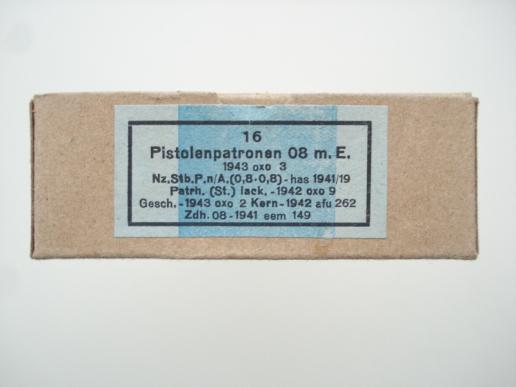 16
Pistolenpatronen 08 m. E.
1943 oxo 3
Nz.Stb.P.n/A.(0,8·0,8)-has 1941/19
Patrh. (St.) lack. -1942 oxo 9
Gesch. -1943 oxo 2 Kern-1942 afu 262
Zdh. 08 -1941 eem 149